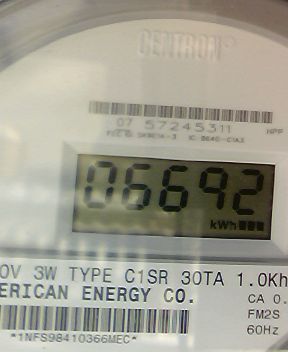 CENTRON®
07 57245311
HPP
06692
kWh
0V 3W TYPE C1SR 30TA 1.0Kh
ERICAN ENERGY CO.
CA 0.
FM2S
60Hz
*1NFS98410366MEC*